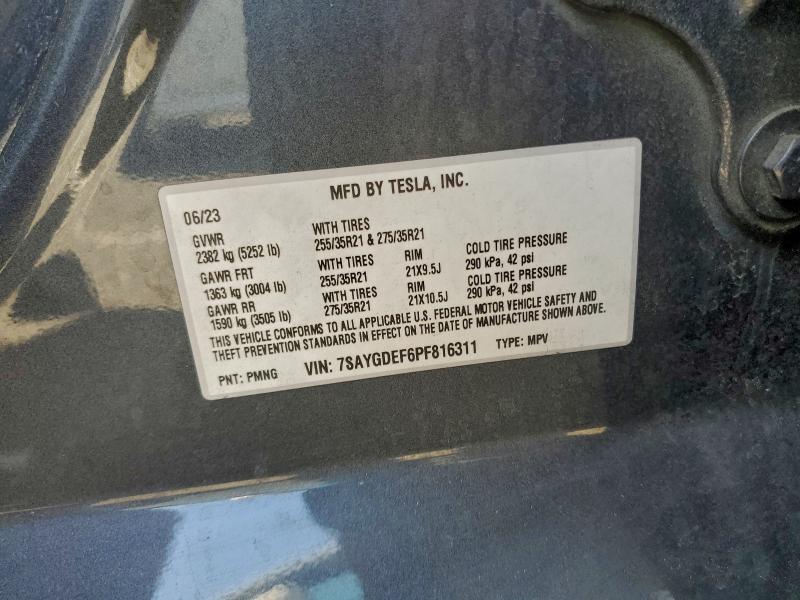 MFD BY TESLA, INC.
06/23
GVWR WITH TIRES
2382 kg (5252 lb) 255/35R21 & 275/35R21
GAWR FRT WITH TIRES RIM COLD TIRE PRESSURE
1363 kg (3004 lb) 255/35R21 21X9.5J 290 kPa, 42 psi
GAWR RR WITH TIRES RIM COLD TIRE PRESSURE
1590 kg (3505 lb) 275/35R21 21X10.5J 290 kPa, 42 psi
THIS VEHICLE CONFORMS TO ALL APPLICABLE U.S. FEDERAL MOTOR VEHICLE SAFETY AND
THEFT PREVENTION STANDARDS IN EFFECT ON THE DATE OF MANUFACTURE SHOWN ABOVE.
PNT: PMNG VIN: 7SAYGDEF6PF816311 TYPE: MPV